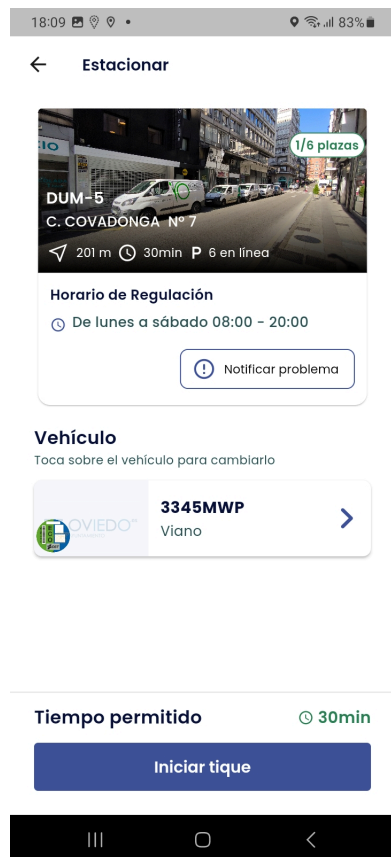 18:09 83%
Estacionar
1/6 plazas
DUM-5
C. COVADONGA Nº 7
201 m 30min P 6 en línea
Horario de Regulación
De lunes a sábado 08:00 - 20:00
Notificar problema
Vehículo
Toca sobre el vehículo para cambiarlo
3345MWP
OVIEDO
Viano
Tiempo permitido 30min
Iniciar tique